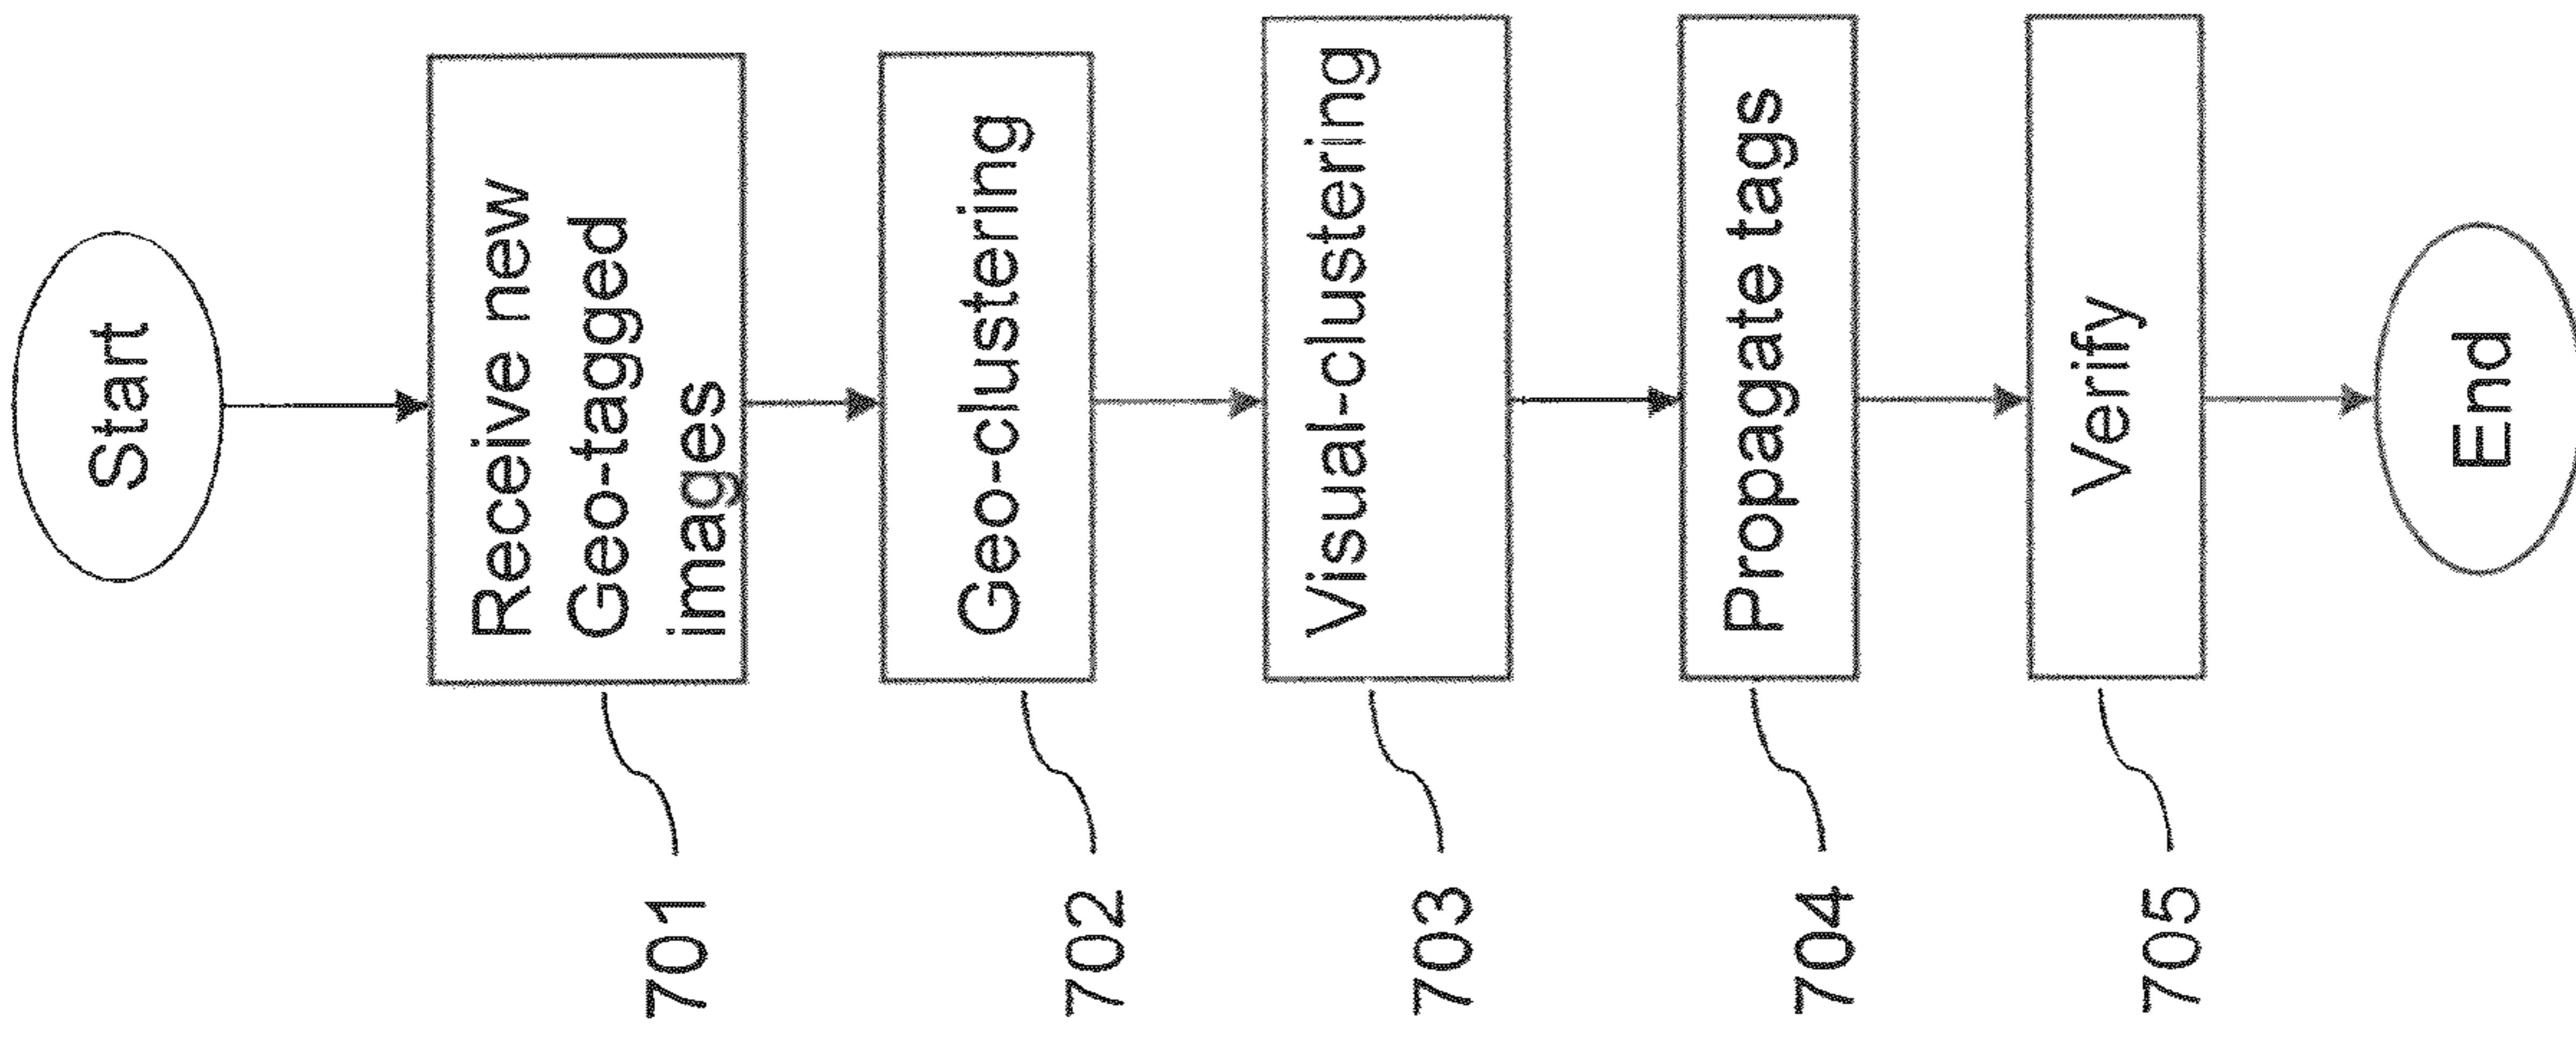 Start
Receive new
Geo-tagged
images
701
Geo-clustering
702
Visual-clustering
703
Propagate tags
704
Verify
705
End